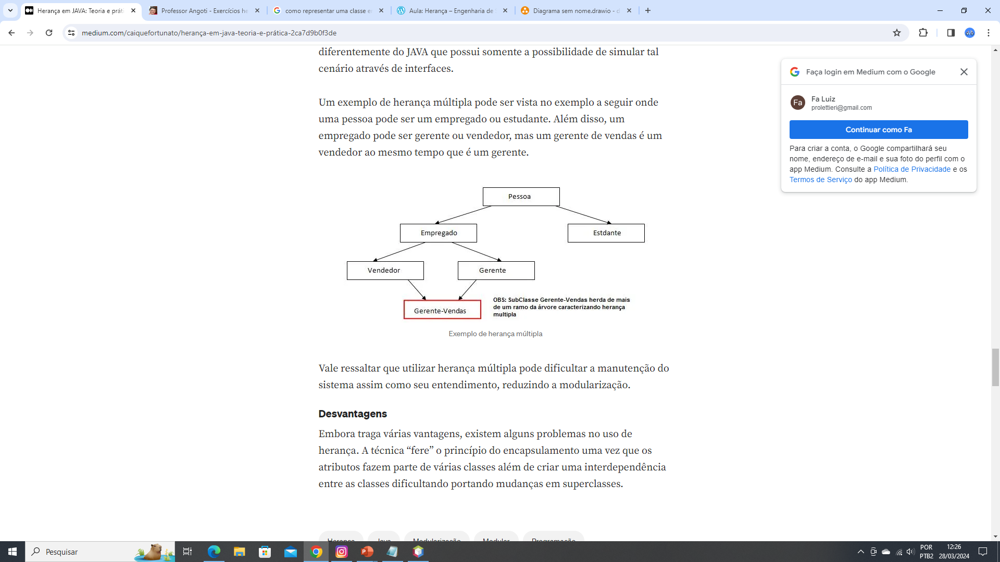 Herança em JAVA: Teoria e prát
Professor Angoti - Exercícios he
como representar uma classe e
Aula: Herança – Engenharia de
Diagrama sem nome.drawio - d
medium.com/caiquefortunato/herança-em-java-teoria-e-prática-2ca7d9b0f3de
diferentemente do JAVA que possui somente a possibilidade de simular tal
cenário através de interfaces.
Um exemplo de herança múltipla pode ser vista no exemplo a seguir onde
uma pessoa pode ser um empregado ou estudante. Além disso, um
empregado pode ser gerente ou vendedor, mas um gerente de vendas é um
vendedor ao mesmo tempo que é um gerente.
Pessoa
Empregado
Estdante
Vendedor
Gerente
Gerente-Vendas
OBS: SubClasse Gerente-Vendas herda de mais
de um ramo da árvore caracterizando herança
multipla
Exemplo de herança múltipla
Vale ressaltar que utilizar herança múltipla pode dificultar a manutenção do
sistema assim como seu entendimento, reduzindo a modularização.
Desvantagens
Embora traga várias vantagens, existem alguns problemas no uso de
herança. A técnica “fere” o princípio do encapsulamento uma vez que os
atributos fazem parte de várias classes além de criar uma interdependência
entre as classes dificultando portando mudanças em superclasses.
Herança
Java
Modularização
Modular
Programação
Faça login em Medium com o Google
Fa
Fa Luiz
prolettieri@gmail.com
Continuar como Fa
Para criar a conta, o Google compartilhará seu
nome, endereço de e-mail e sua foto do perfil com o
app Medium. Consulte a Política de Privacidade e os
Termos de Serviço do app Medium.
Pesquisar
POR
PTB2
12:26
28/03/2024